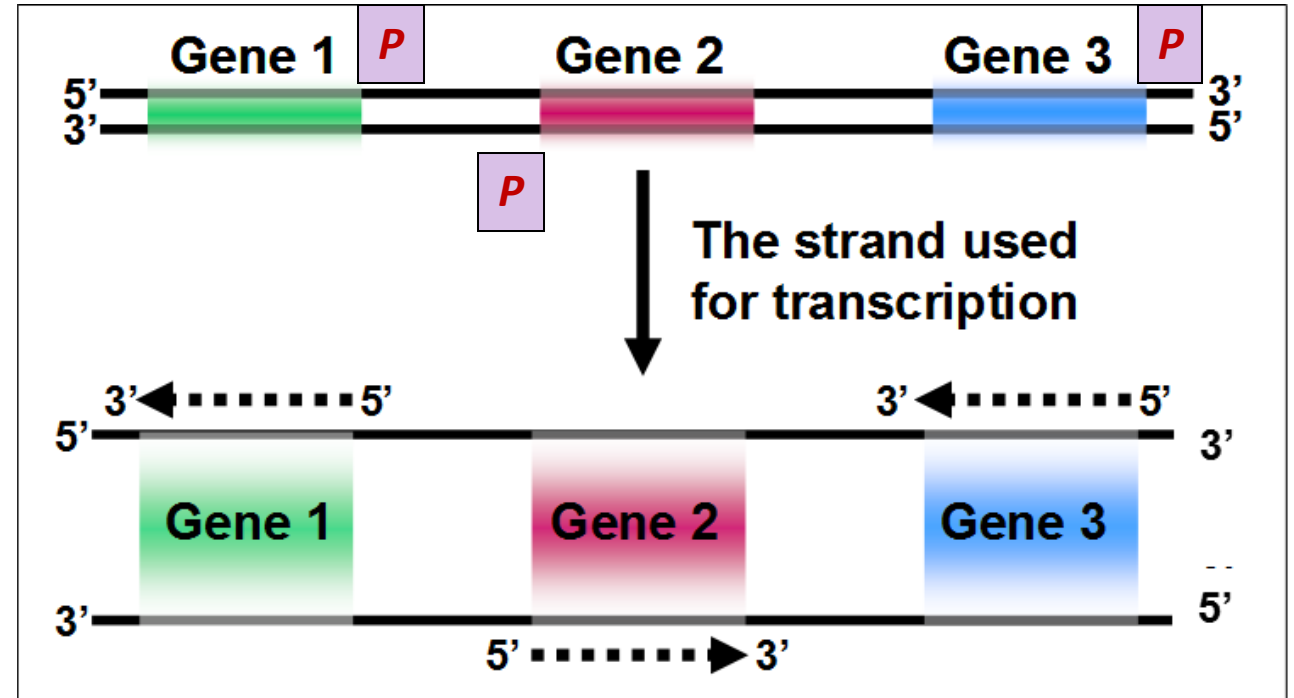 Gene 1 P Gene 2 Gene 3 P
5’ 3’
3’ 5’
P
The strand used
for transcription
3’ 5’ 3’ 5’
5’ 3’
Gene 1 Gene 2 Gene 3
3’ 5’
5’ 3’